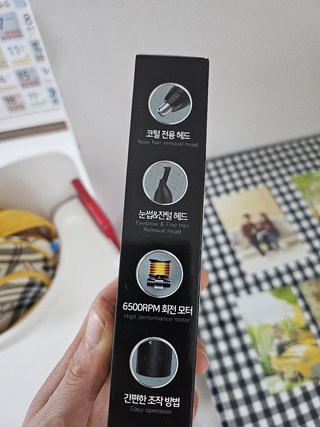 코털 전용 헤드
Nose hair removal head
눈썹&잔털 헤드
Eyebrow & Fine Hair
Removal Head
6500RPM 회전 모터
High performance motor
간편한 조작 방법
Easy operation